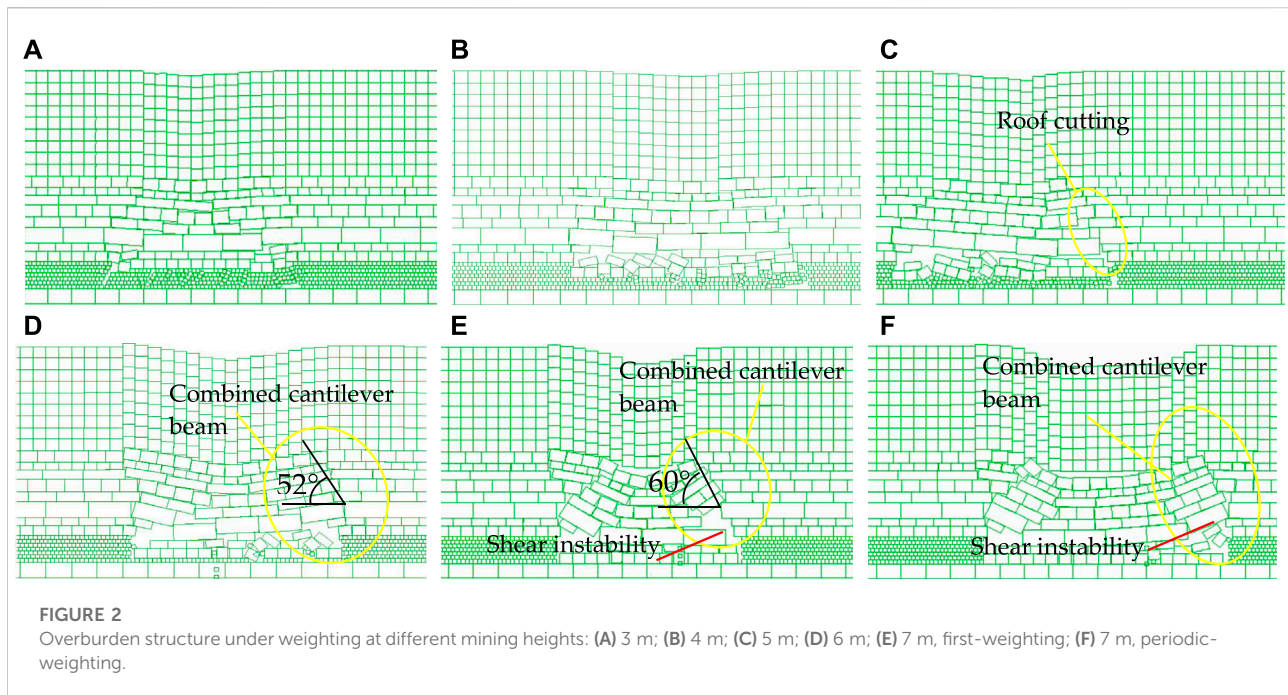 A
B
C
Roof cutting
D
Combined cantilever
beam
52°
E
Combined cantilever
beam
60°
Shear instability
F
Combined cantilever
beam
Shear instability
FIGURE 2
Overburden structure under weighting at different mining heights: (A) 3 m; (B) 4 m; (C) 5 m; (D) 6 m; (E) 7 m, first-weighting; (F) 7 m, periodic-
weighting.